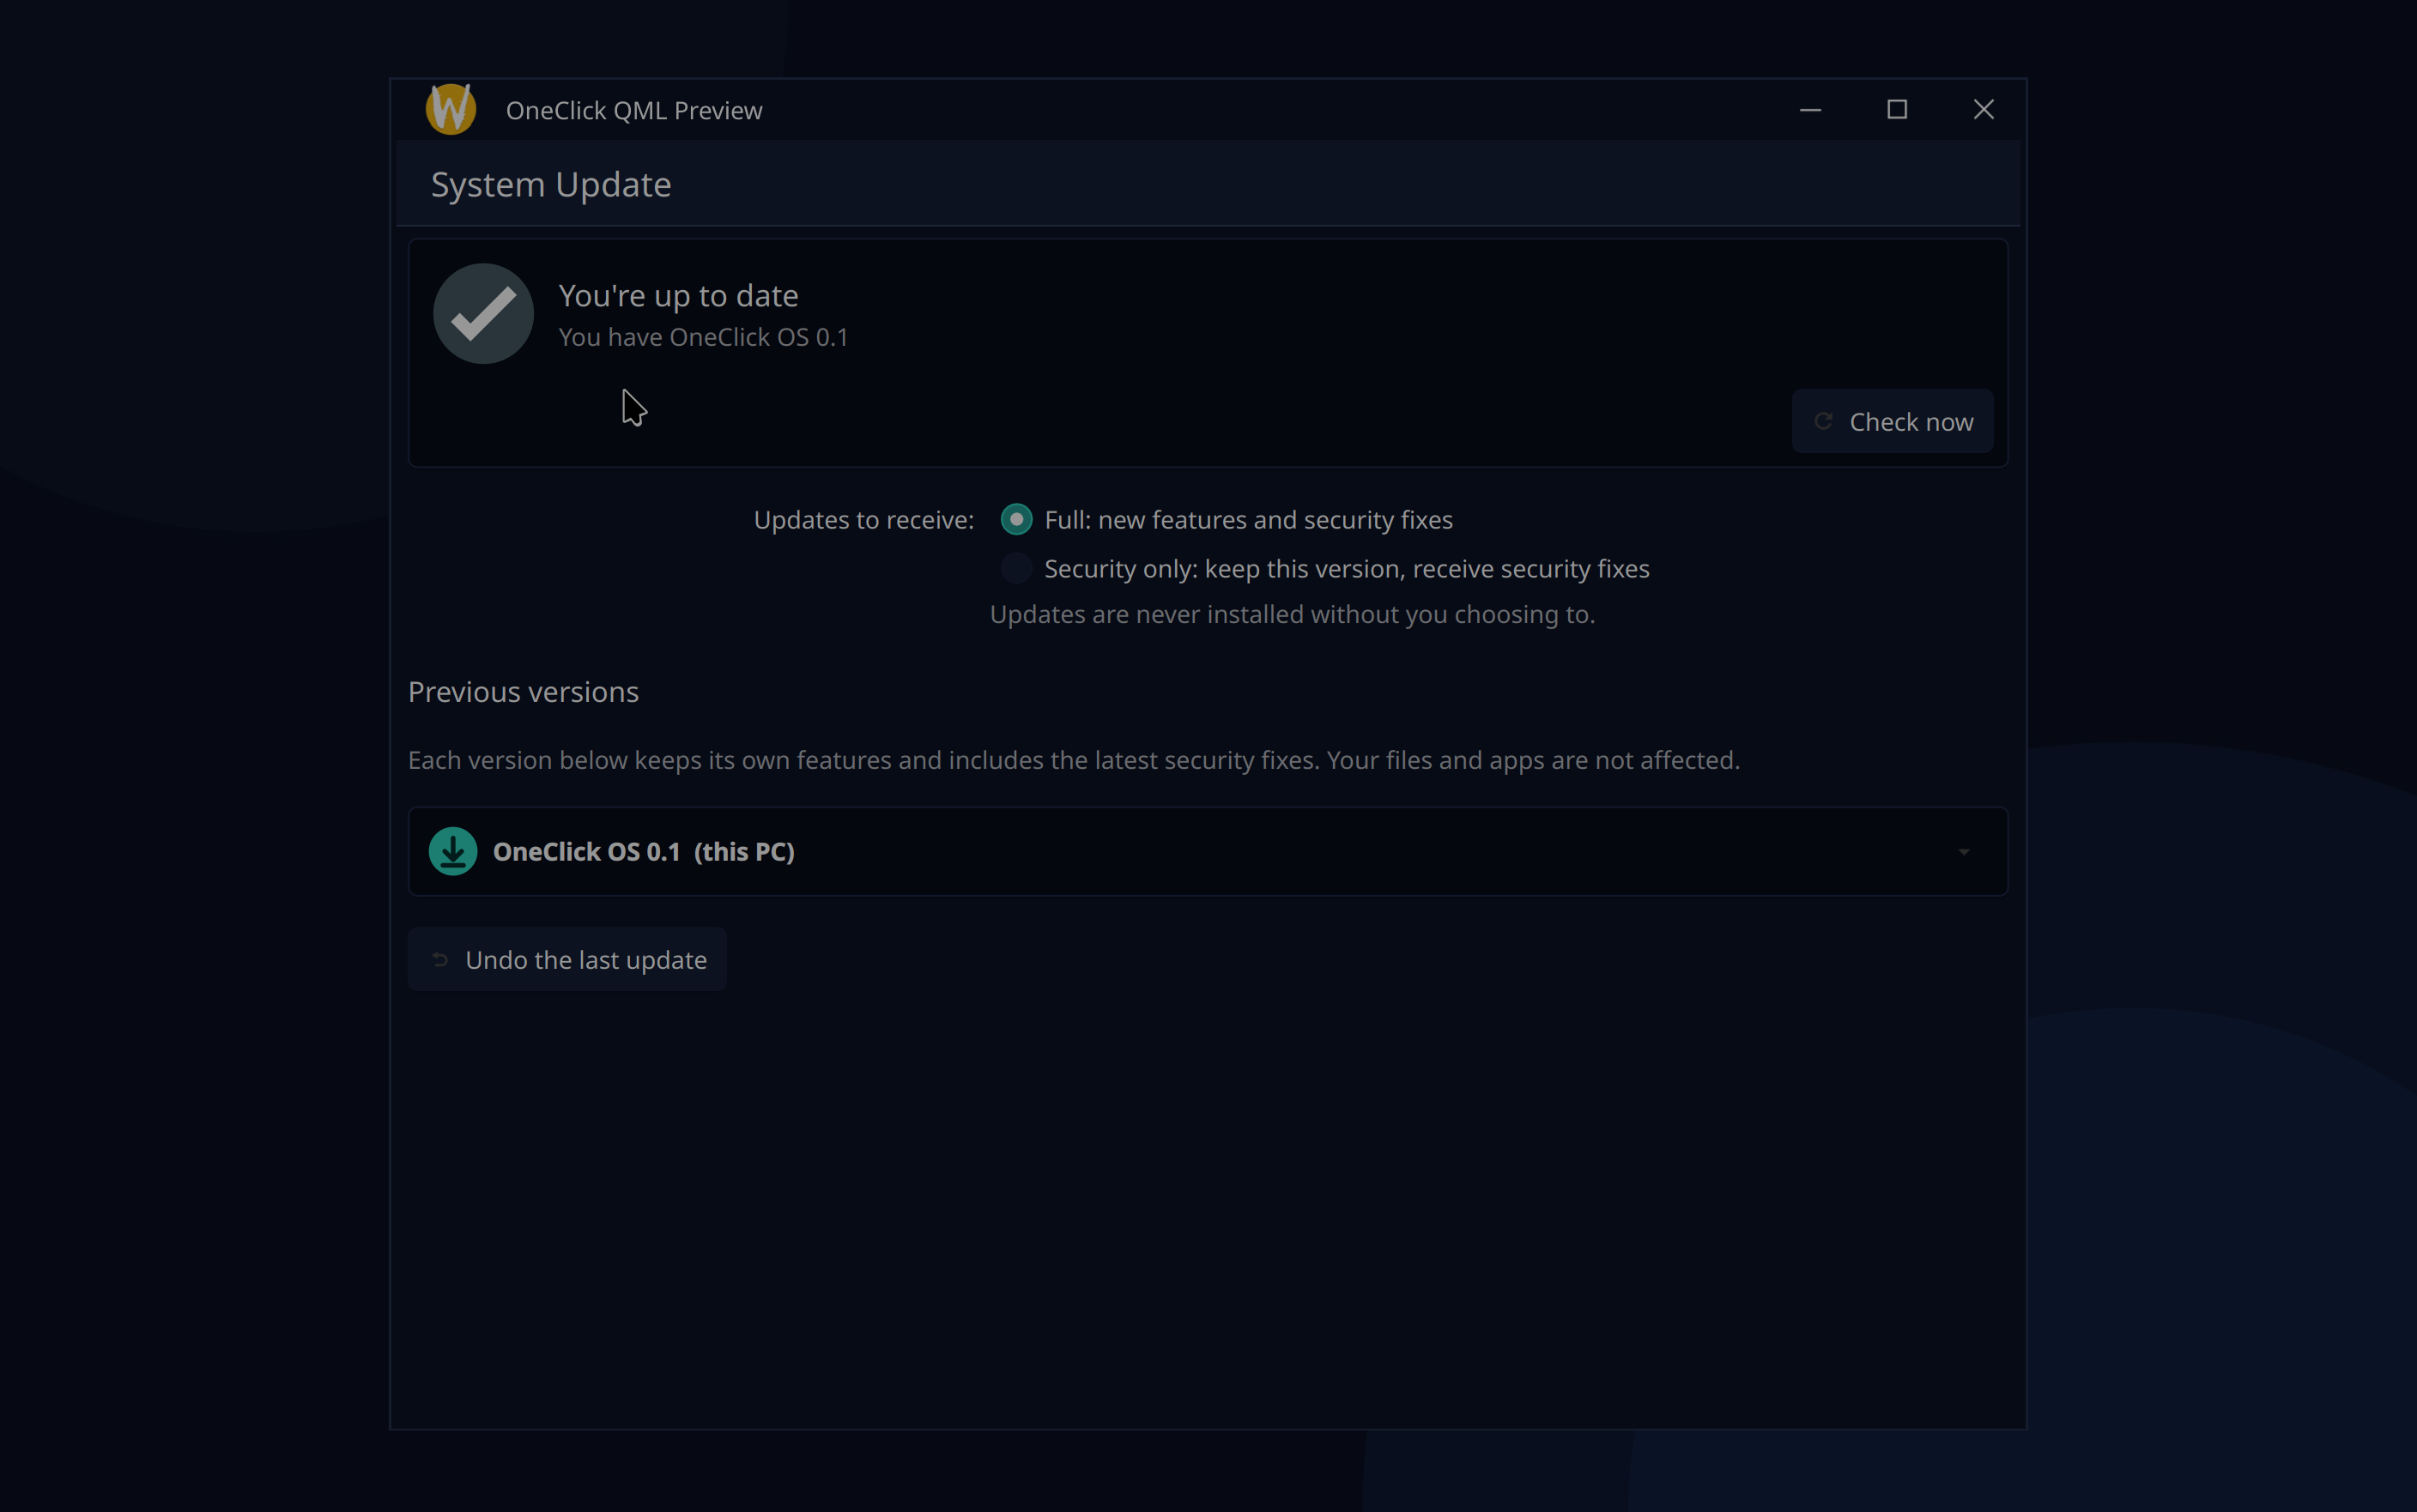 OneClick QML Preview
System Update
You're up to date
You have OneClick OS 0.1
Check now
Updates to receive:
Full: new features and security fixes
Security only: keep this version, receive security fixes
Updates are never installed without you choosing to.
Previous versions
Each version below keeps its own features and includes the latest security fixes. Your files and apps are not affected.
OneClick OS 0.1 (this PC)
Undo the last update